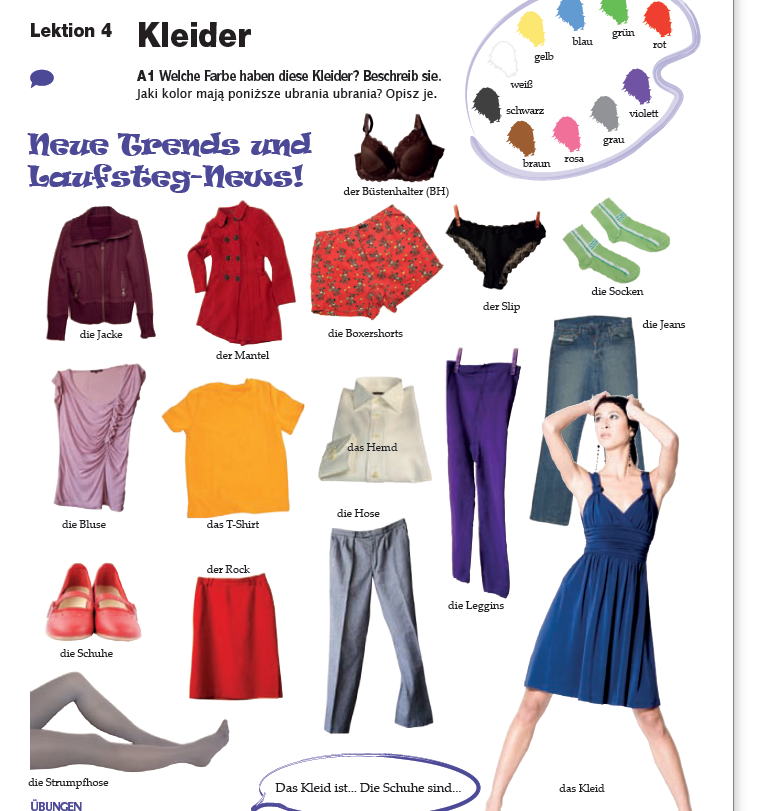 Lektion 4
Kleider
A1 Welche Farbe haben diese Kleider? Beschreib sie.
Jaki kolor mają poniższe ubrania ubrania? Opisz je.
Neue Trends und
Laufsteg-News!
gelb
blau
grün
rot
weiß
schwarz
violett
braun
rosa
grau
der Büstenhalter (BH)
die Jacke
der Mantel
die Boxershorts
der Slip
die Socken
die Jeans
die Bluse
das T-Shirt
das Hemd
die Hose
die Leggins
die Schuhe
der Rock
die Strumpfhose
Das Kleid ist... Die Schuhe sind...
das Kleid
ÜBUNGEN